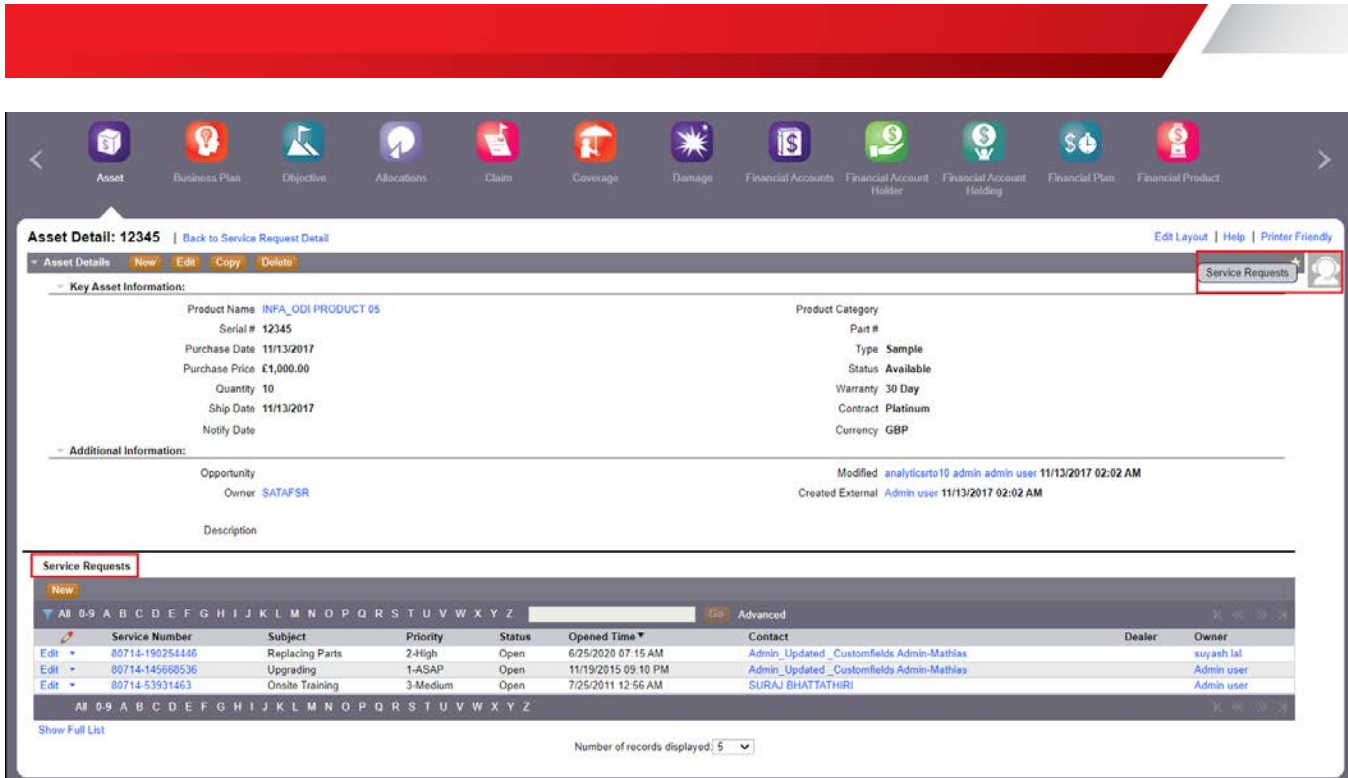 Asset
Business Plan
Objective
Allocations
Claim
Coverage
Damage
Financial Accounts
Financial Account Holder
Financial Account Holding
Financial Plan
Financial Product
Asset Detail: 12345 | Back to Service Request Detail
Edit Layout | Help | Printer Friendly
Asset Details New Edit Copy Delete
Service Requests
Key Asset Information:
Product Name INFA_ODI PRODUCT 05
Product Category
Serial # 12345
Part #
Purchase Date 11/13/2017
Type Sample
Purchase Price £1,000.00
Status Available
Quantity 10
Warranty 30 Day
Ship Date 11/13/2017
Contract Platinum
Notify Date
Currency GBP
Additional Information:
Opportunity
Modified analyticsrto10 admin admin user 11/13/2017 02:02 AM
Owner SATAFSR
Created External Admin user 11/13/2017 02:02 AM
Description
Service Requests
New
All 0-9 A B C D E F G H I J K L M N O P Q R S T U V W X Y Z Go Advanced
Service Number Subject Priority Status Opened Time Contact Dealer Owner
Edit 80714-190254446 Replacing Parts 2-High Open 6/25/2020 07:15 AM Admin_Updated _Customfields Admin-Mathias suyash lal
Edit 80714-145668536 Upgrading 1-ASAP Open 11/19/2015 09:10 PM Admin_Updated _Customfields Admin-Mathias Admin user
Edit 80714-53931463 Onsite Training 3-Medium Open 7/25/2011 12:56 AM SURAJ BHATTATHIRI Admin user
All 0-9 A B C D E F G H I J K L M N O P Q R S T U V W X Y Z
Show Full List
Number of records displayed: 5